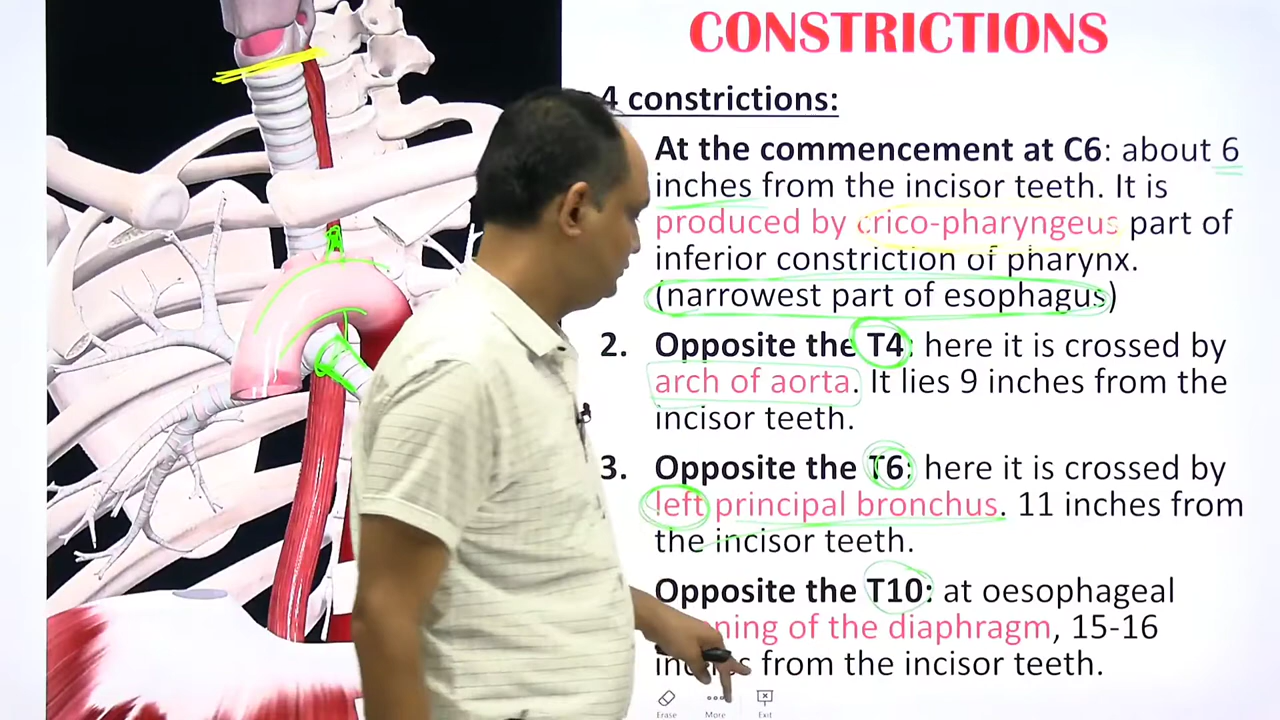 CONSTRICTIONS
4 constrictions:
At the commencement at C6: about 6
inches from the incisor teeth. It is
produced by crico-pharyngeus part of
inferior constriction of pharynx.
(narrowest part of esophagus)
2. Opposite the T4: here it is crossed by
arch of aorta. It lies 9 inches from the
incisor teeth.
3. Opposite the T6: here it is crossed by
left principal bronchus. 11 inches from
the incisor teeth.
Opposite the T10: at oesophageal
of the diaphragm, 15-16
from the incisor teeth.
Erase More Exit